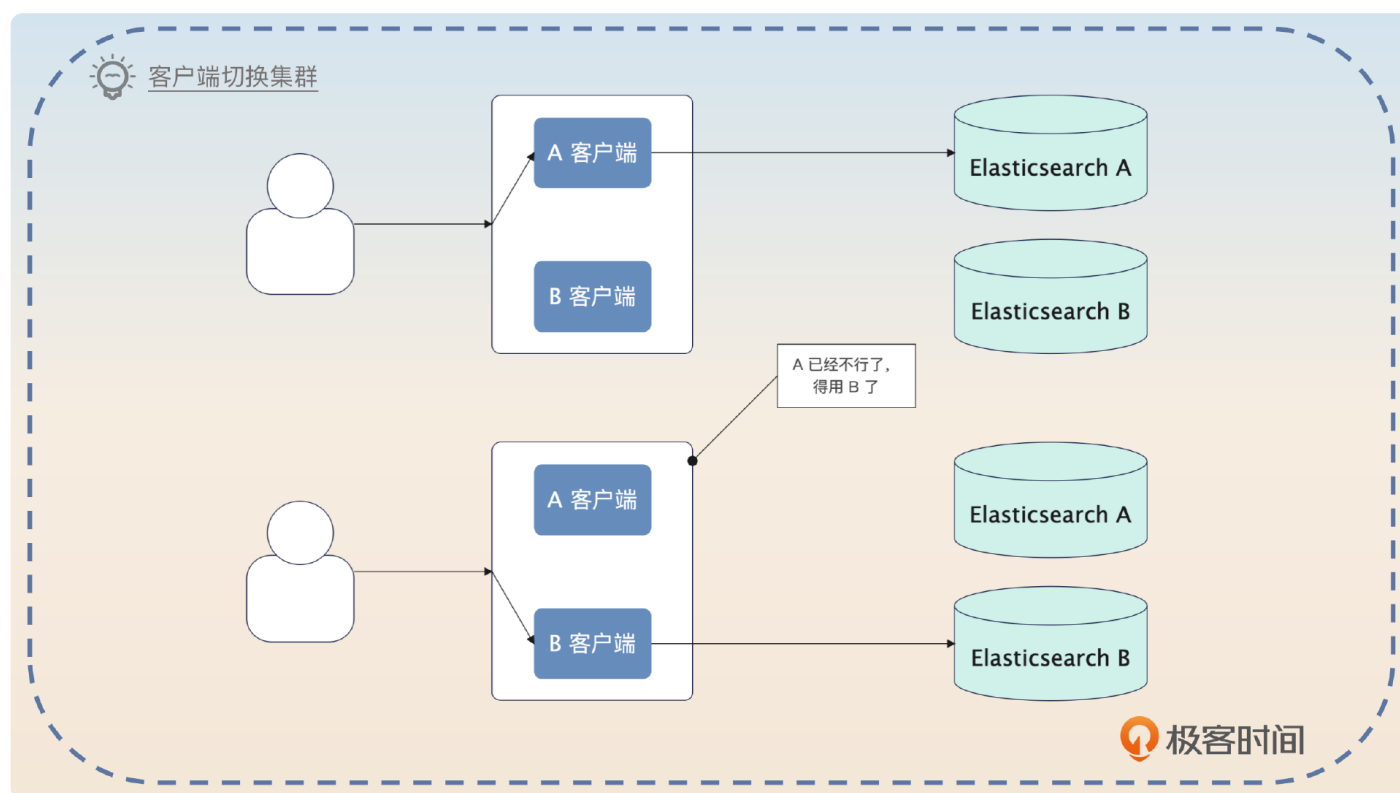 客户端切换集群
A 客户端
Elasticsearch A
B 客户端
Elasticsearch B
A 已经不行了，
得用 B 了
A 客户端
Elasticsearch A
B 客户端
Elasticsearch B
极客时间